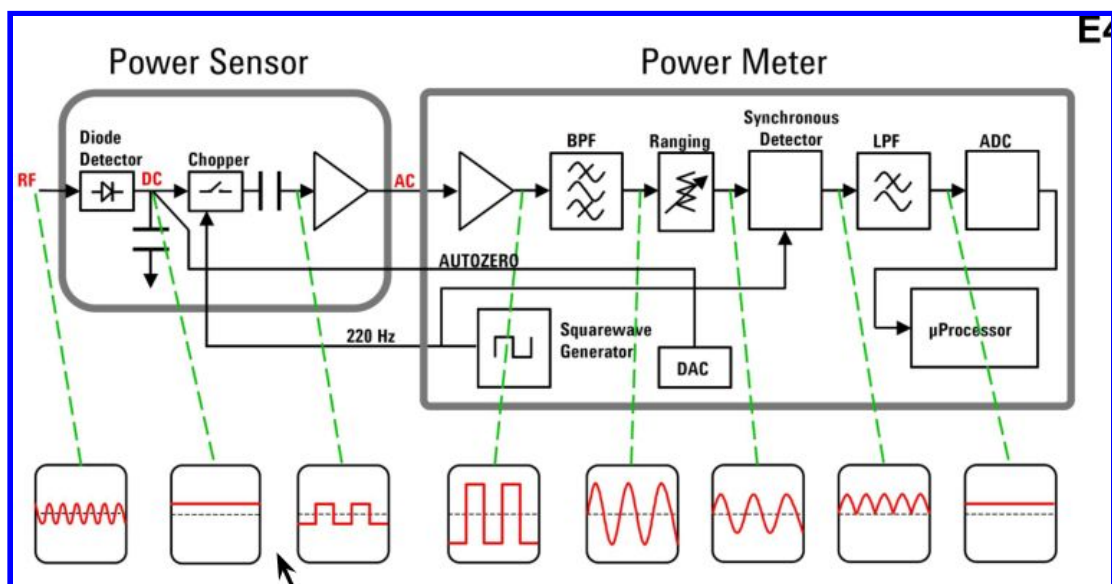 E4
Power Sensor
Power Meter
Diode
Detector
Chopper
BPF
Ranging
Synchronous
Detector
LPF
ADC
RF
DC
AC
AUTOZERO
220 Hz
Squarewave
Generator
DAC
µProcessor